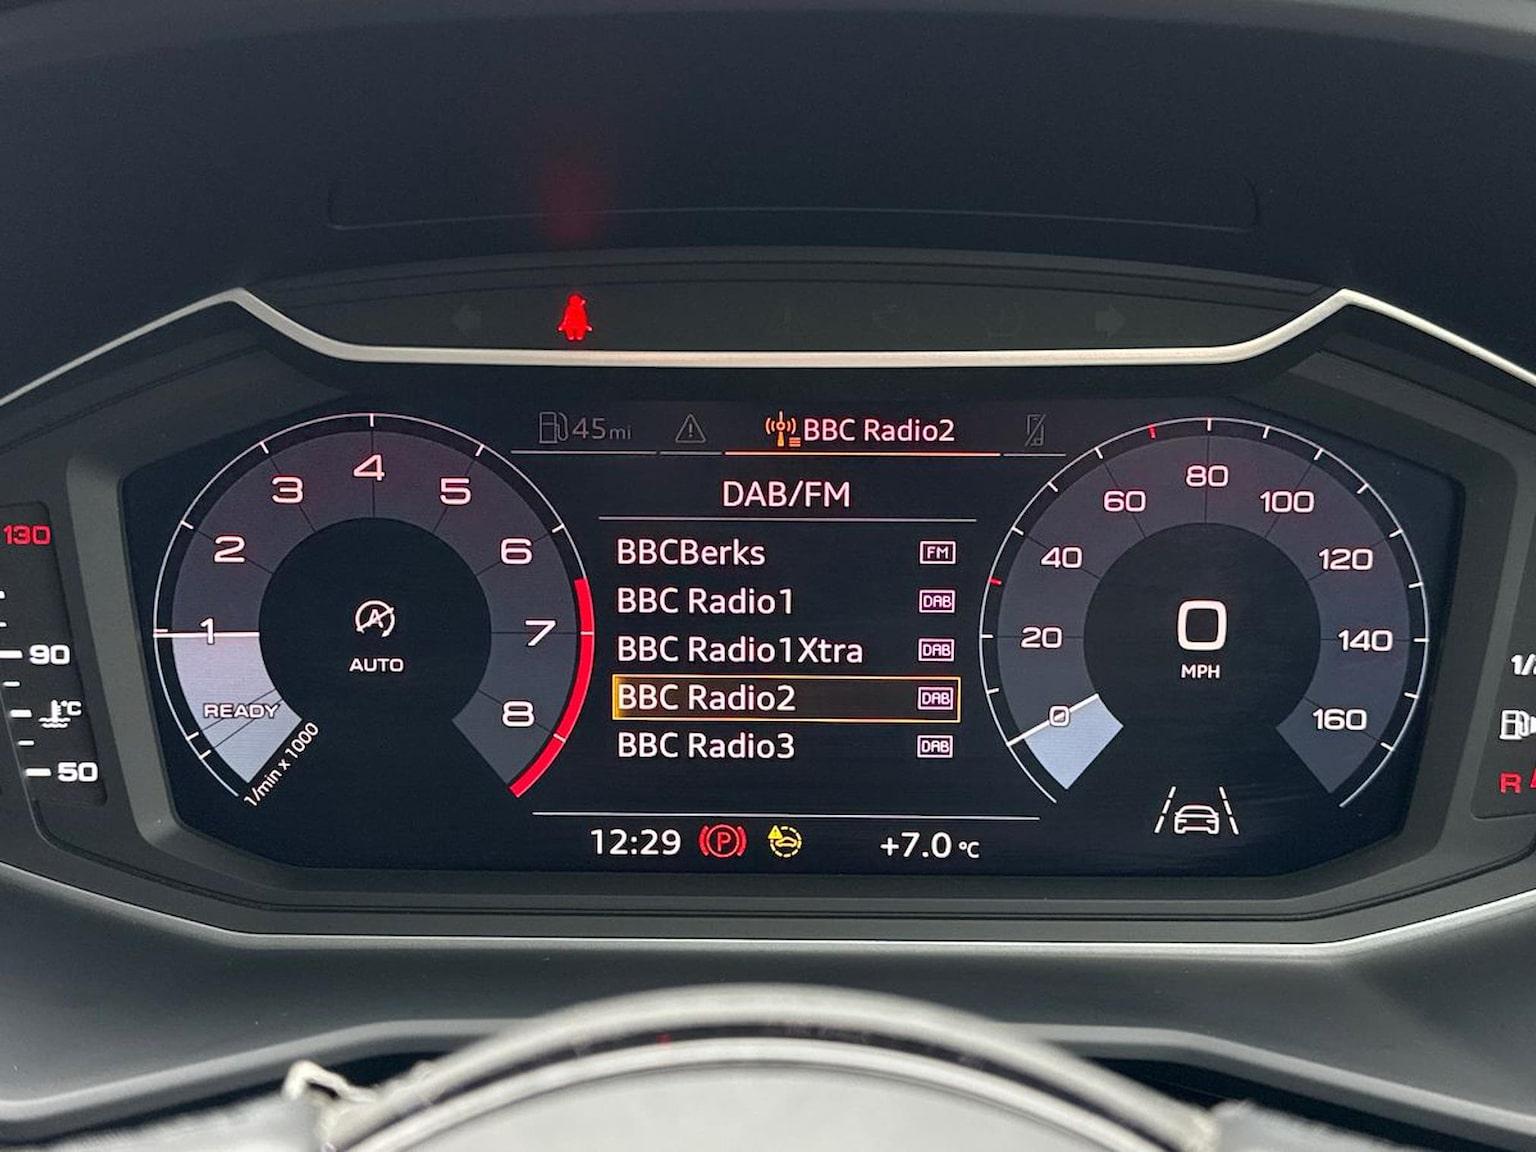 45mi
BBC Radio2
DAB/FM
BBCBerks FM
BBC Radio1 DAB
BBC Radio1Xtra DAB
BBC Radio2 DAB
BBC Radio3 DAB
12:29 P +7.0 °C
1 2 3 4 5 6 7 8
A
AUTO
READY
1/min x 1000
0 20 40 60 80 100 120 140 160
0
MPH
130
90
°C
50
R